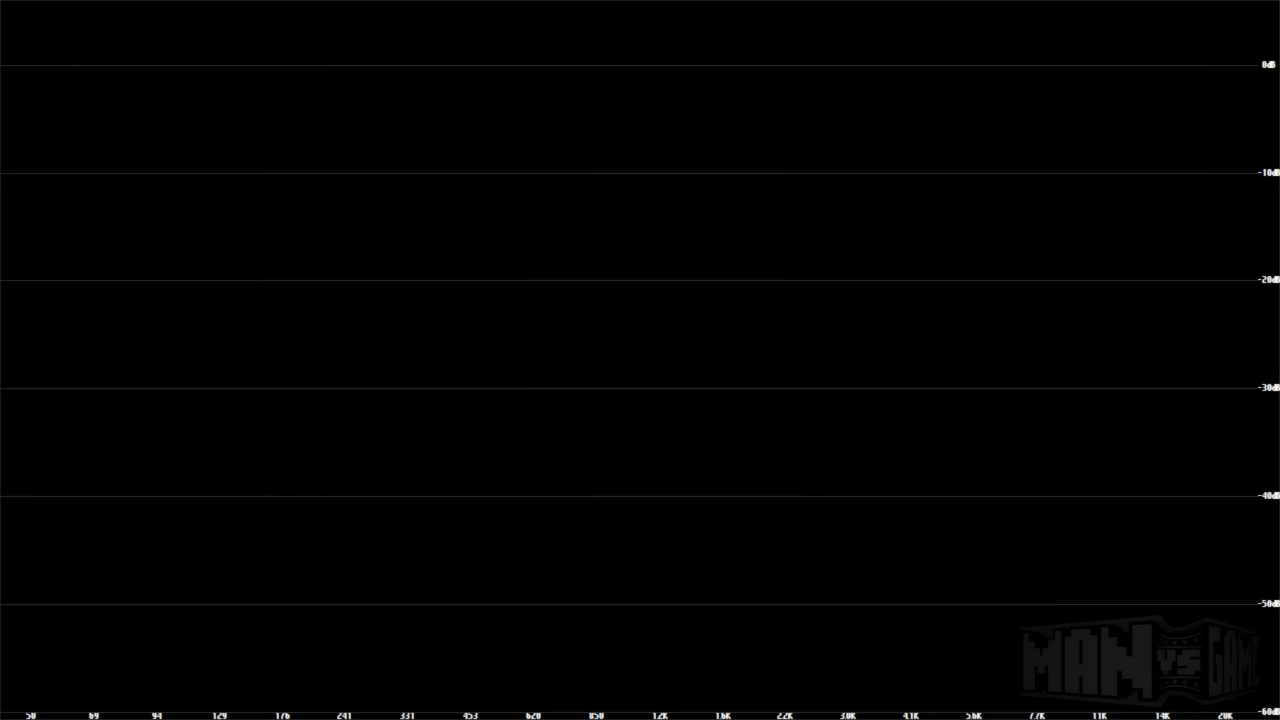 0dB
-10dB
-20dB
-30dB
-40dB
-50dB
MAN VS GAME
-60dB
50 69 94 129 176 241 331 453 620 850 1.2K 1.6K 2.2K 3.0K 4.1K 5.6K 7.7K 11K 14K 20K